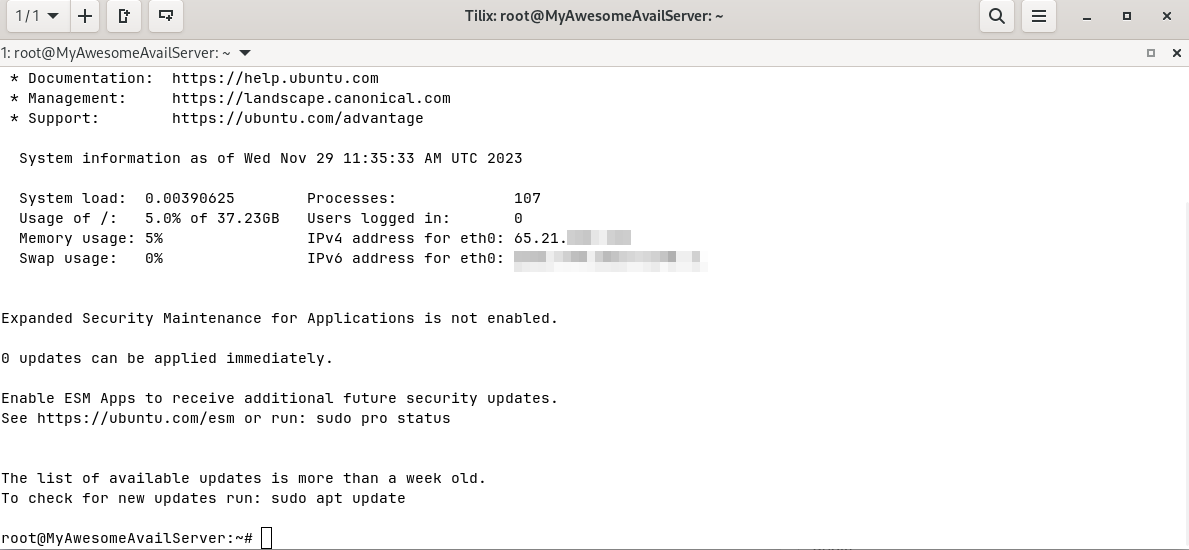 1 / 1
Tilix: root@MyAwesomeAvailServer: ~
1: root@MyAwesomeAvailServer: ~
* Documentation:  https://help.ubuntu.com
* Management:     https://landscape.canonical.com
* Support:        https://ubuntu.com/advantage
System information as of Wed Nov 29 11:35:33 AM UTC 2023
System load:  0.00390625        Processes:             107
Usage of /:   5.0% of 37.23GB   Users logged in:       0
Memory usage: 5%                IPv4 address for eth0: 65.21.
Swap usage:   0%                IPv6 address for eth0:
Expanded Security Maintenance for Applications is not enabled.
0 updates can be applied immediately.
Enable ESM Apps to receive additional future security updates.
See https://ubuntu.com/esm or run: sudo pro status
The list of available updates is more than a week old.
To check for new updates run: sudo apt update
root@MyAwesomeAvailServer:~#